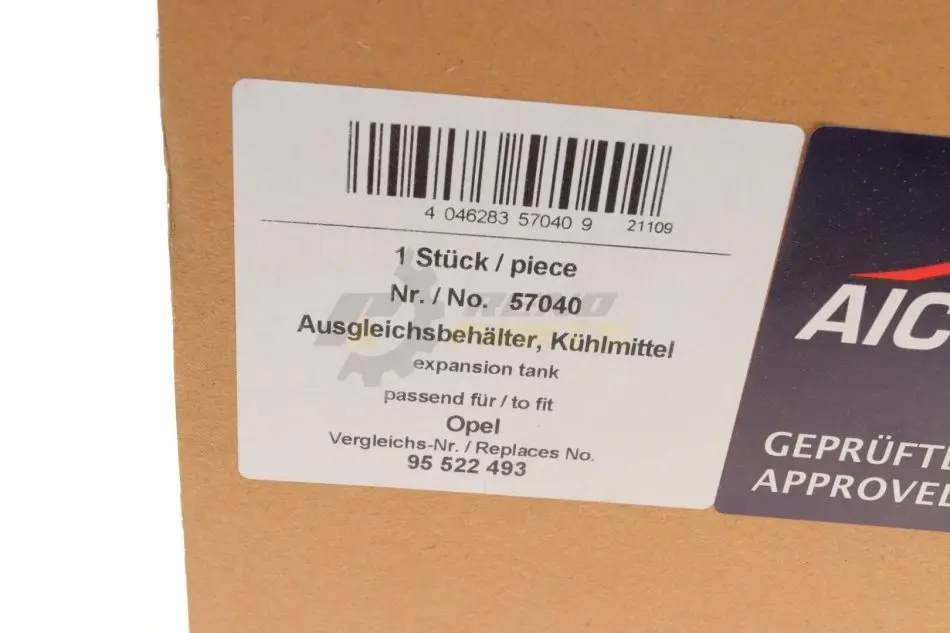 4 046283 57040 9 21109
1 Stück / piece
Nr. / No. 57040
Ausgleichsbehälter, Kühlmittel
expansion tank
passend für / to fit
Opel
Vergleichs-Nr. / Replaces No.
95 522 493
AIC
GEPRÜFTE
APPROVED